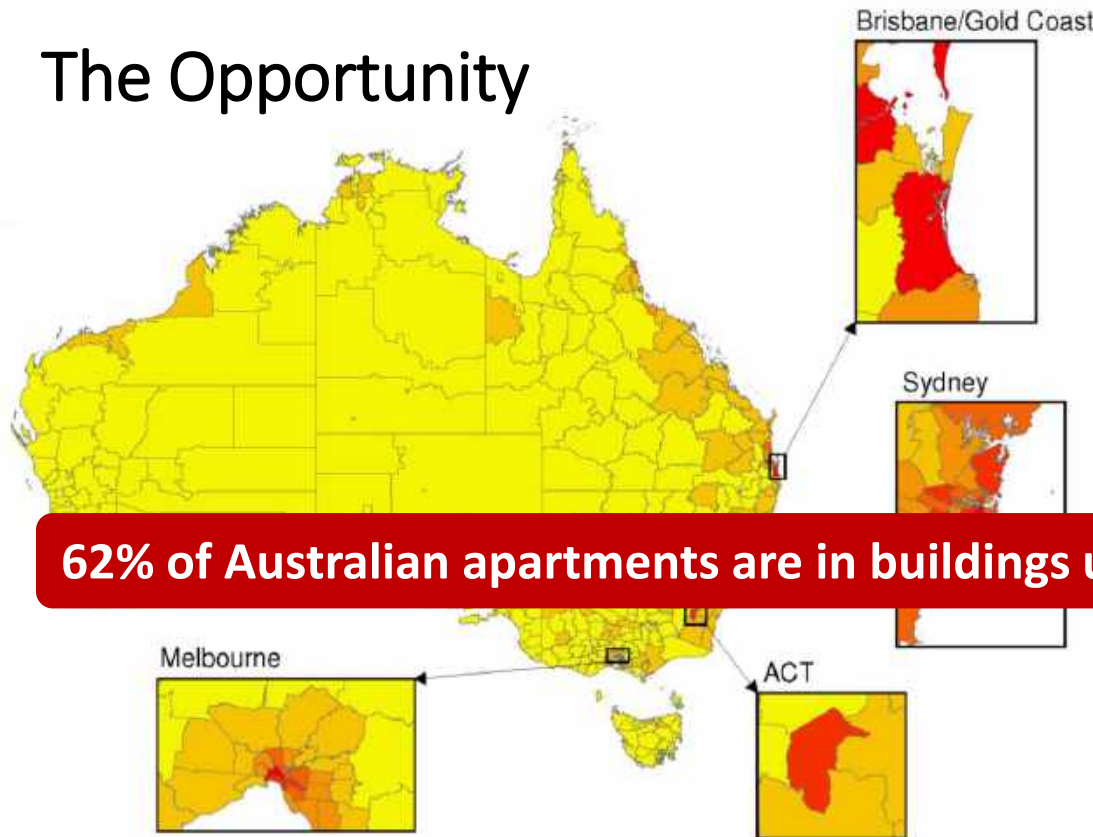 The Opportunity
Brisbane/Gold Coast
Sydney
62% of Australian apartments are in buildings
Melbourne
ACT